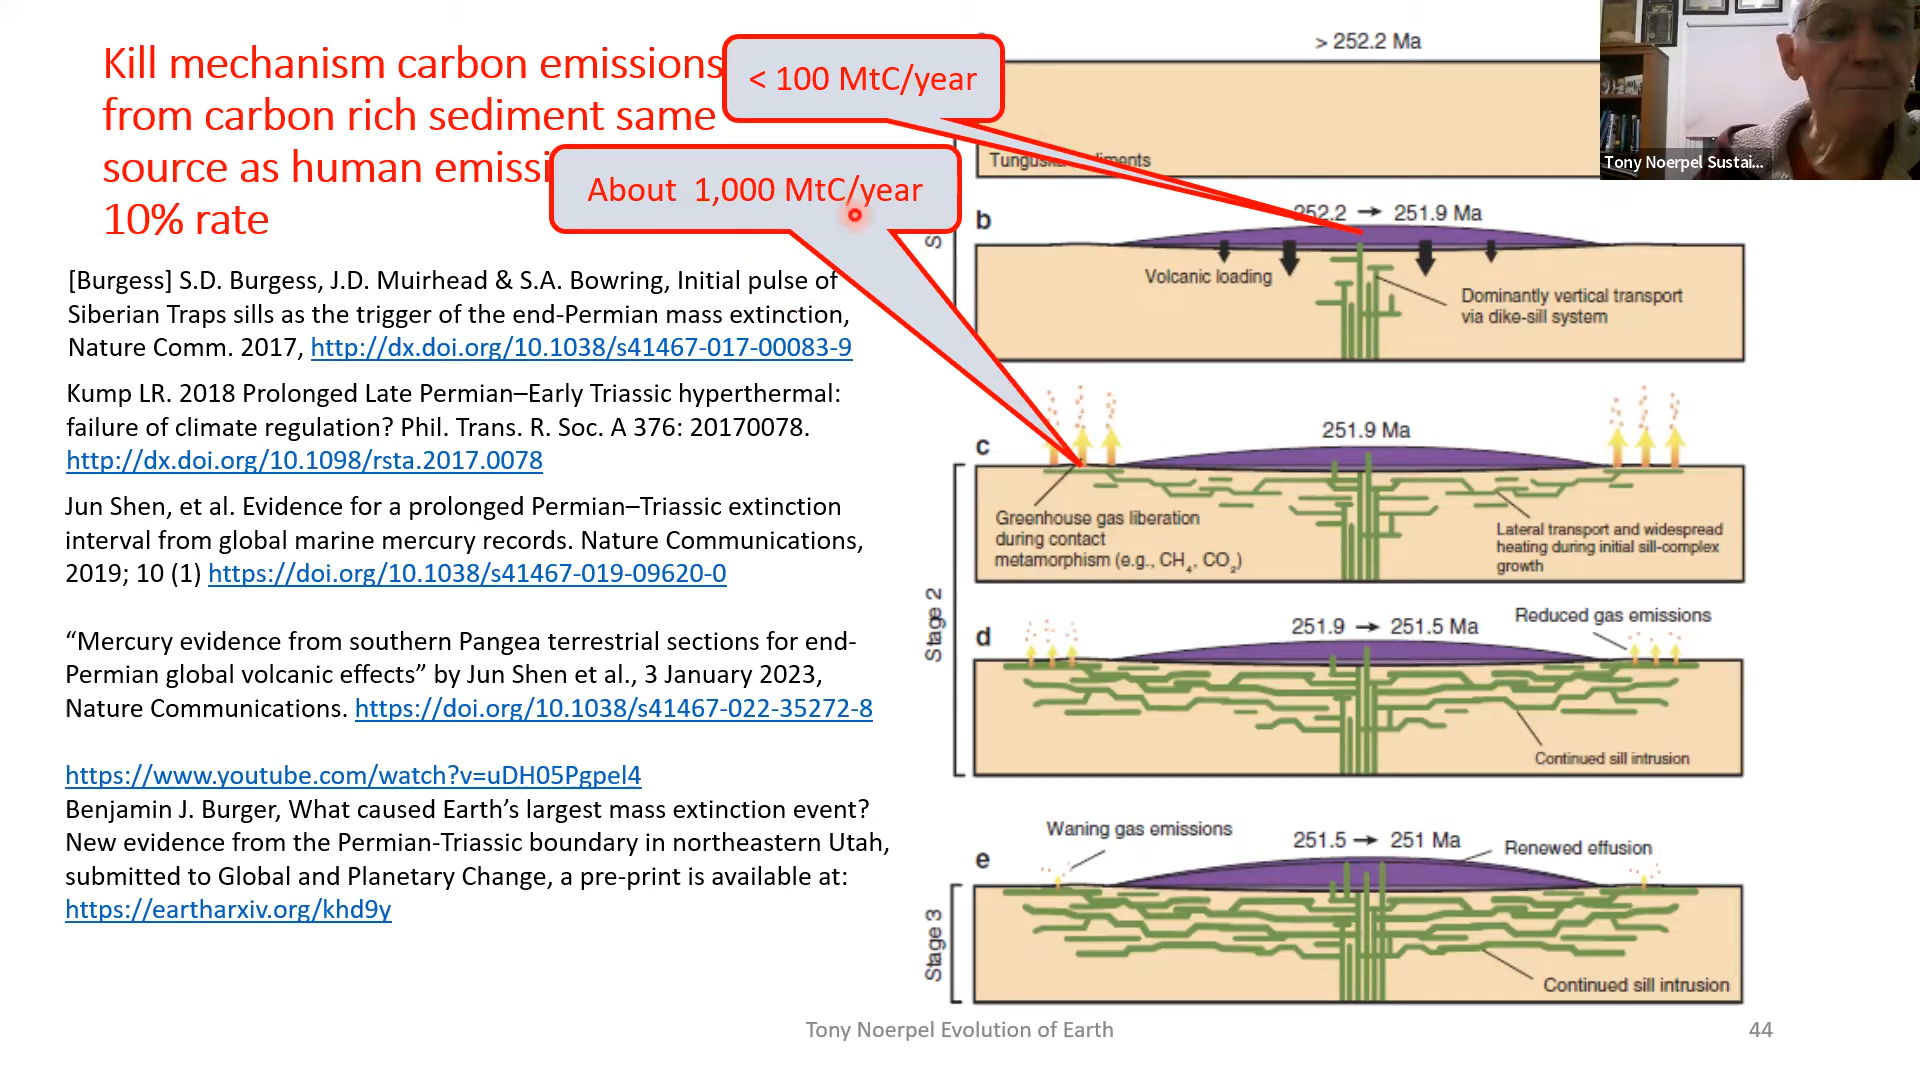 Kill mechanism carbon emissions
from carbon rich sediment same
source as human emissi
10% rate
< 100 MtC/year
About 1,000 MtC/year
[Burgess] S.D. Burgess, J.D. Muirhead & S.A. Bowring, Initial pulse of
Siberian Traps sills as the trigger of the end-Permian mass extinction,
Nature Comm. 2017, http://dx.doi.org/10.1038/s41467-017-00083-9
Kump LR. 2018 Prolonged Late Permian–Early Triassic hyperthermal:
failure of climate regulation? Phil. Trans. R. Soc. A 376: 20170078.
http://dx.doi.org/10.1098/rsta.2017.0078
Jun Shen, et al. Evidence for a prolonged Permian–Triassic extinction
interval from global marine mercury records. Nature Communications,
2019; 10 (1) https://doi.org/10.1038/s41467-019-09620-0
“Mercury evidence from southern Pangea terrestrial sections for end-
Permian global volcanic effects” by Jun Shen et al., 3 January 2023,
Nature Communications. https://doi.org/10.1038/s41467-022-35272-8
https://www.youtube.com/watch?v=uDH05Pgpel4
Benjamin J. Burger, What caused Earth’s largest mass extinction event?
New evidence from the Permian-Triassic boundary in northeastern Utah,
submitted to Global and Planetary Change, a pre-print is available at:
https://eartharxiv.org/khd9y
> 252.2 Ma
Tony Noerpel Sustai...
b
252.2 → 251.9 Ma
Volcanic loading
Dominantly vertical transport
via dike-sill system
c
251.9 Ma
Greenhouse gas liberation
during contact
metamorphism (e.g., CH4, CO2)
Lateral transport and widespread
heating during initial sill-complex
growth
Stage 2
d
251.9 → 251.5 Ma
Reduced gas emissions
Continued sill intrusion
Stage 3
e
Waning gas emissions
251.5 → 251 Ma
Renewed effusion
Continued sill intrusion
Tony Noerpel Evolution of Earth
44